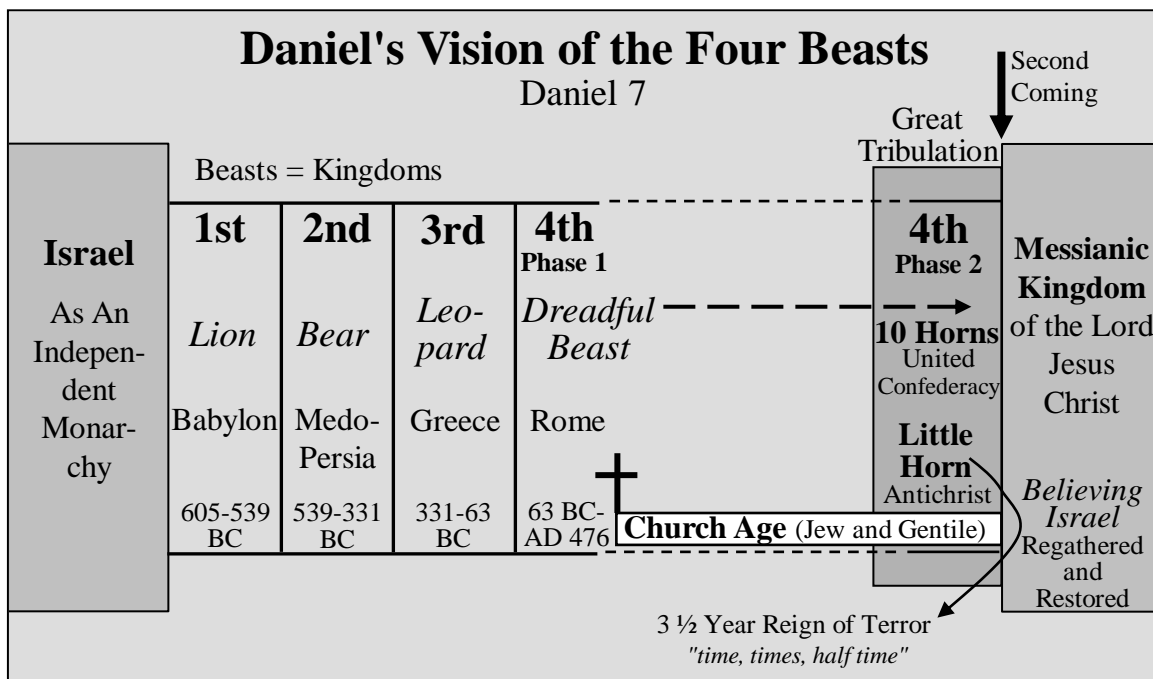 Daniel's Vision of the Four Beasts
Daniel 7
Second
Coming
Great
Tribulation
Beasts = Kingdoms
Israel
As An
Indepen-
dent
Monar-
chy
1st
Lion
Babylon
605-539
BC
2nd
Bear
Medo-
Persia
539-331
BC
3rd
Leo-
pard
Greece
331-63
BC
4th
Phase 1
Dreadful
Beast
Rome
63 BC-
AD 476
Church Age (Jew and Gentile)
4th
Phase 2
10 Horns
United
Confederacy
Little
Horn
Antichrist
3 ½ Year Reign of Terror
"time, times, half time"
Messianic
Kingdom
of the Lord
Jesus
Christ
Believing
Israel
Regathered
and
Restored